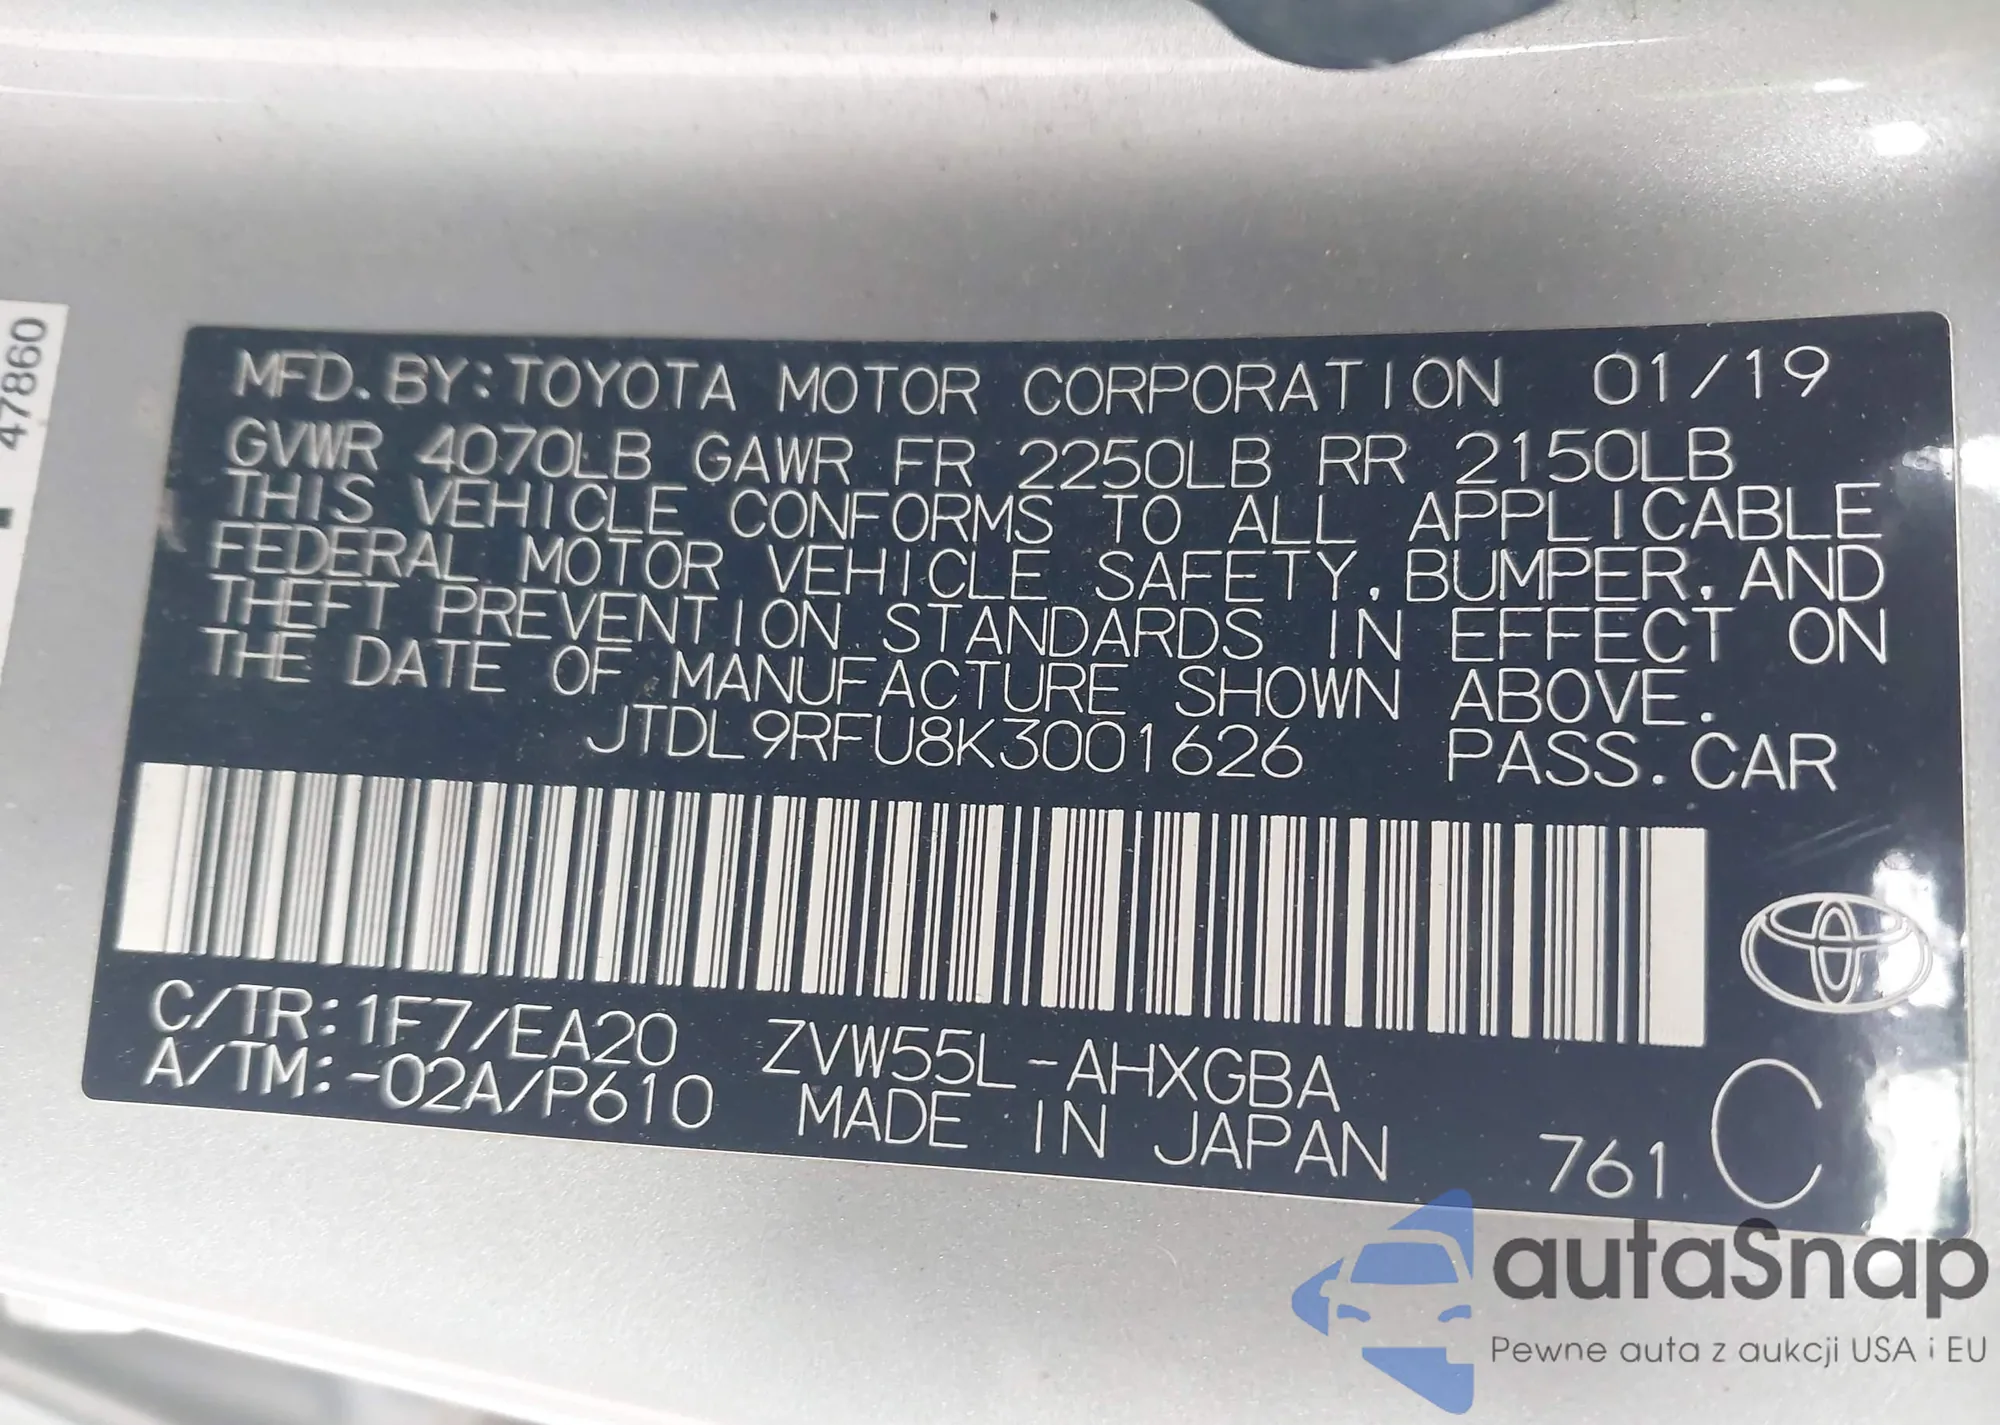 47860
MFD. BY: TOYOTA MOTOR CORPORATION 01/19
GVWR 4070LB GAWR FR 2250LB RR 2150LB
THIS VEHICLE CONFORMS TO ALL APPLICABLE
FEDERAL MOTOR VEHICLE SAFETY, BUMPER, AND
THEFT PREVENTION STANDARDS IN EFFECT ON
THE DATE OF MANUFACTURE SHOWN ABOVE.
JTDL9RFU8K3001626 PASS. CAR
C/TR: 1F7/EA20 ZVW55L-AHXGBA
A/TM: -02A/P610 MADE IN JAPAN 761 C
autaSnap
Pewne auta z aukcji USA i EU